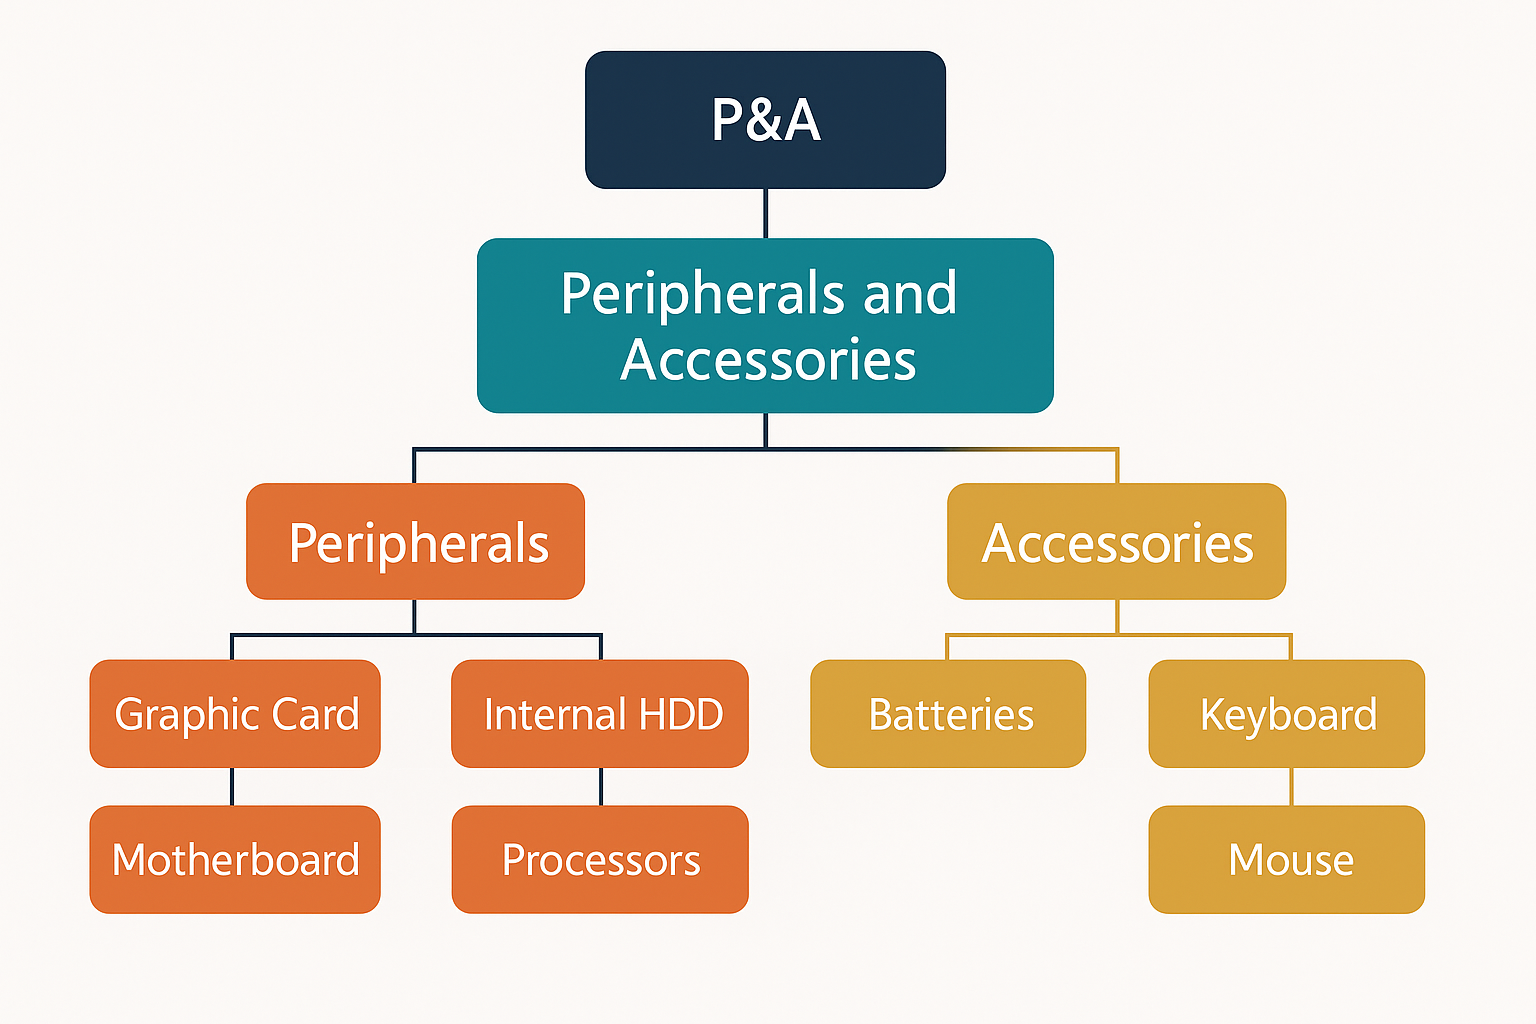 P&A
Peripherals and
Accessories
Peripherals
Accessories
Graphic Card
Internal HDD
Batteries
Keyboard
Motherboard
Processors
Mouse